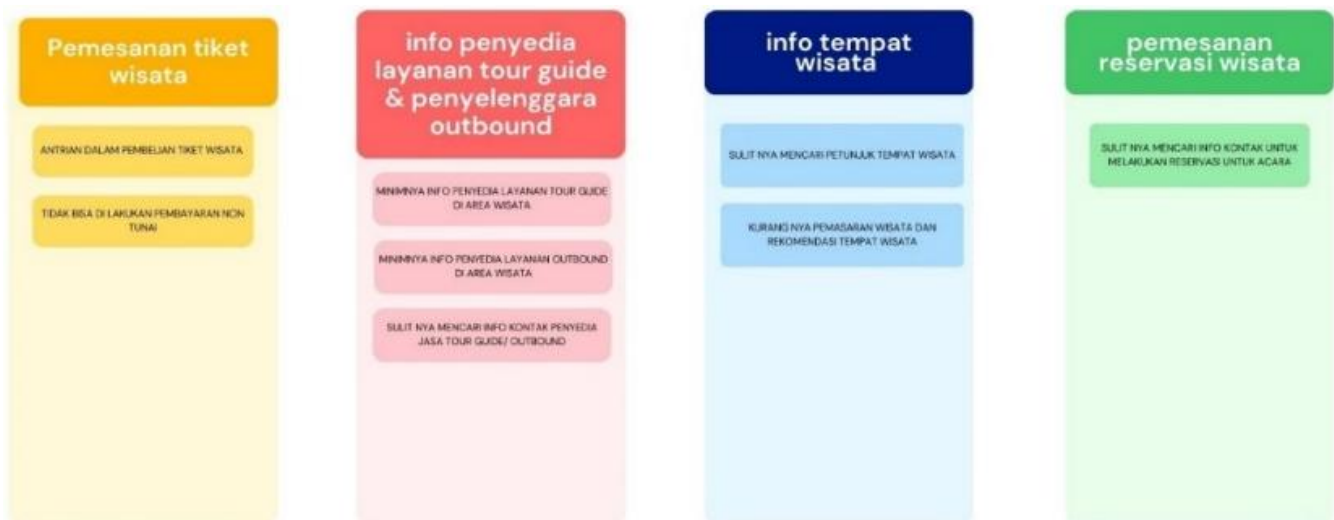 Pemesanan tiket
wisata
ANTRIAN DALAM PEMBELIAN TIKET WISATA
TIDAK BISA DI LAKUKAN PEMBAYARAN NON
TUNAI
info penyedia
layanan tour guide
& penyelenggara
outbound
MINIMNYA INFO PENYEDIA LAYANAN TOUR GUIDE
DI AREA WISATA
MINIMNYA INFO PENYEDIA LAYANAN OUTBOUND
DI AREA WISATA
SULIT NYA MENCARI INFO KONTAK PENYEDIA
JASA TOUR GUIDE/ OUTBOUND
info tempat
wisata
SULIT NYA MENCARI PETUNJUK TEMPAT WISATA
KURANG NYA PEMASARAN WISATA DAN
REKOMENDASI TEMPAT WISATA
pemesanan
reservasi wisata
SULIT NYA MENCARI INFO KONTAK UNTUK
MELAKUKAN RESERVASI UNTUK ACARA